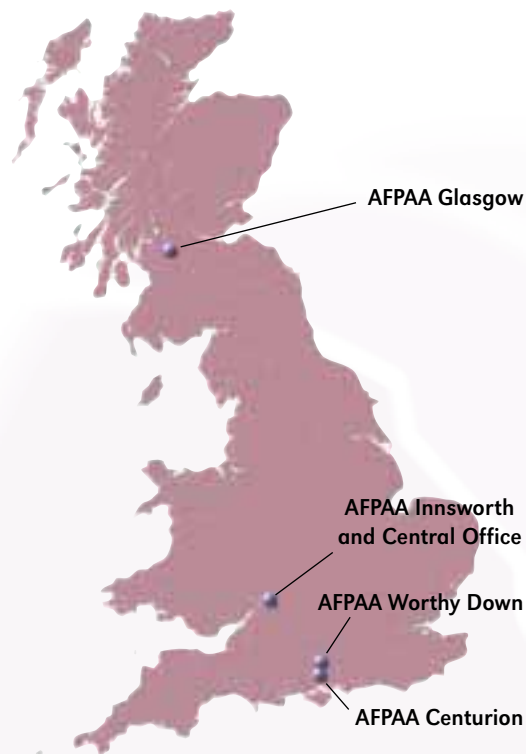 AFPAA Glasgow
AFPAA Innsworth
and Central Office
AFPAA Worthy Down
AFPAA Centurion